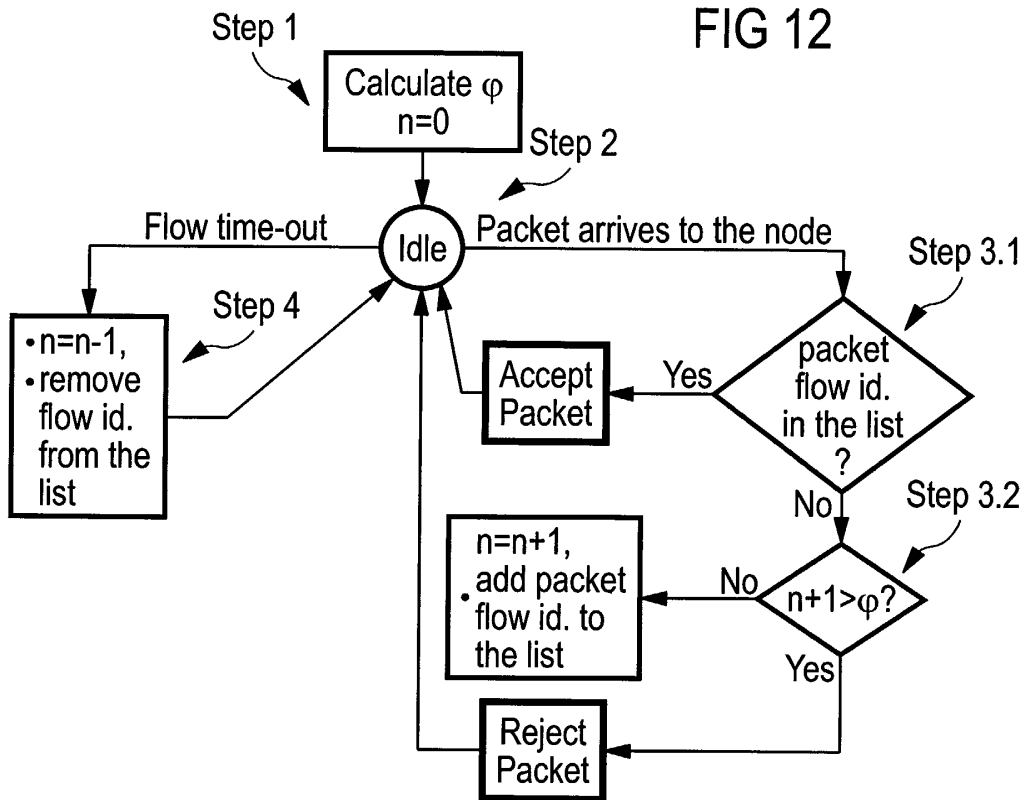 FIG 12
Step 1
Calculate φ
n=0
Step 2
Flow time-out
Idle
Packet arrives to the node
Step 3.1
Step 4
•n=n-1,
•remove
flow id.
from the
list
Accept
Packet
Yes
packet
flow id.
in the list
?
No
Step 3.2
n=n+1,
• add packet
flow id. to
the list
No
n+1>φ?
Yes
Reject
Packet